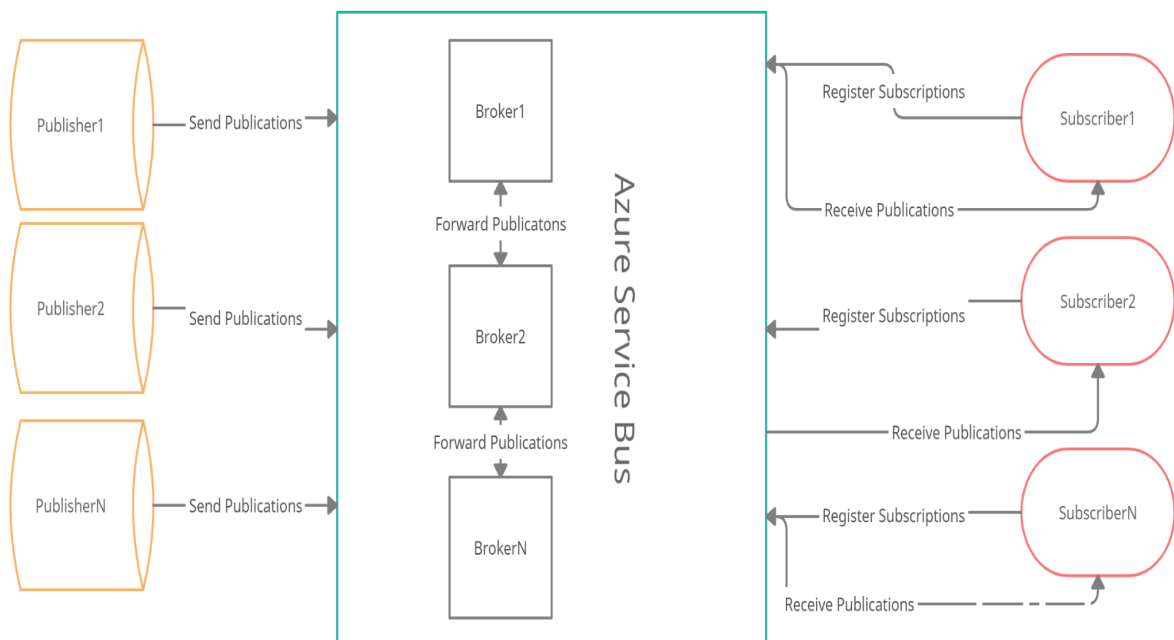 Publisher1
Send Publications
Broker1
Register Subscriptions
Subscriber1
Forward Publicatons
Receive Publications
Publisher2
Send Publications
Broker2
Azure Service Bus
Register Subscriptions
Subscriber2
Forward Publications
Receive Publications
PublisherN
Send Publications
BrokerN
Register Subscriptions
SubscriberN
Receive Publications